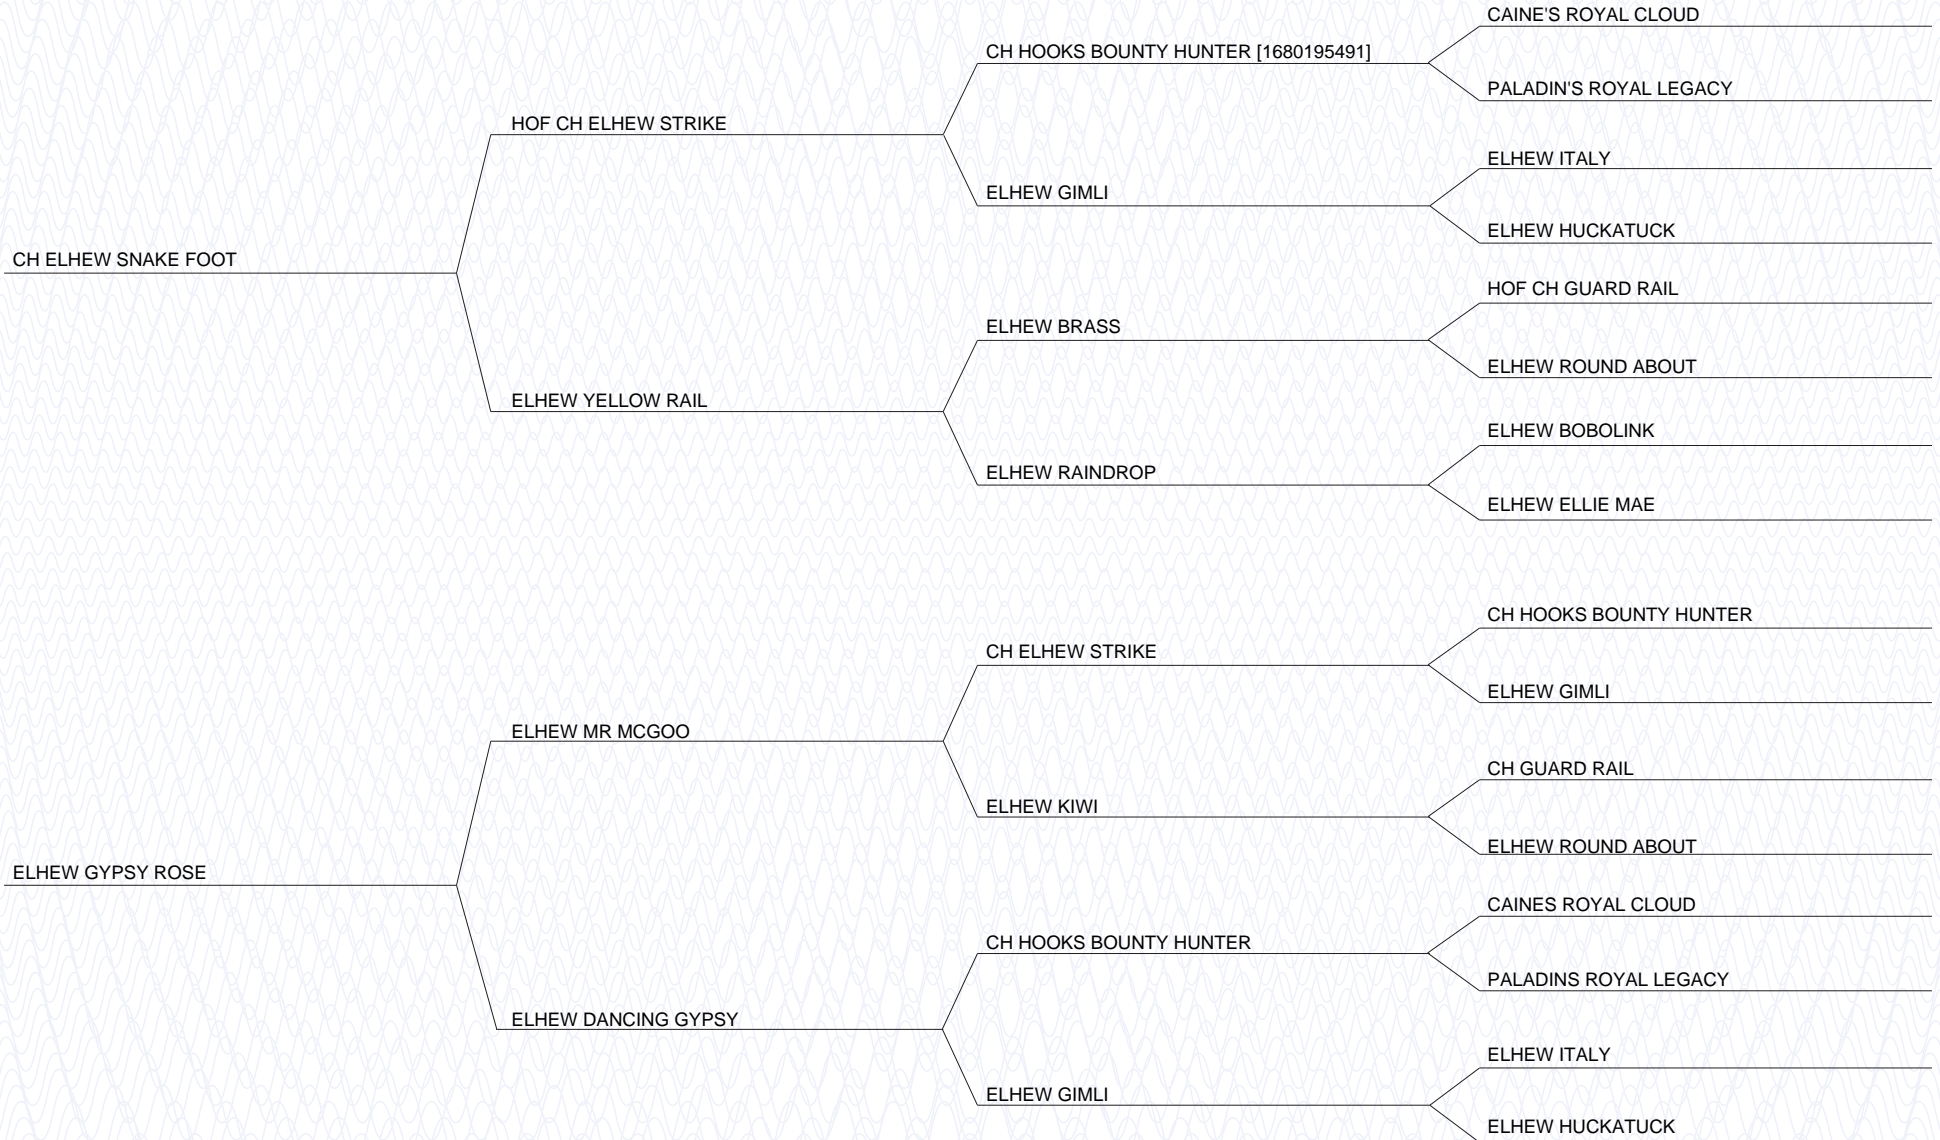 CAINE'S ROYAL CLOUD
CH HOOKS BOUNTY HUNTER [1680195491]
PALADIN'S ROYAL LEGACY
HOF CH ELHEW STRIKE
ELHEW ITALY
ELHEW GIMLI
ELHEW HUCKATUCK
CH ELHEW SNAKE FOOT
HOF CH GUARD RAIL
ELHEW BRASS
ELHEW ROUND ABOUT
ELHEW YELLOW RAIL
ELHEW BOBOLINK
ELHEW RAINDROP
ELHEW ELLIE MAE
CH HOOKS BOUNTY HUNTER
CH ELHEW STRIKE
ELHEW GIMLI
ELHEW MR MCGOO
CH GUARD RAIL
ELHEW KIWI
ELHEW ROUND ABOUT
ELHEW GYPSY ROSE
CAINES ROYAL CLOUD
CH HOOKS BOUNTY HUNTER
PALADINS ROYAL LEGACY
ELHEW DANCING GYPSY
ELHEW ITALY
ELHEW GIMLI
ELHEW HUCKATUCK